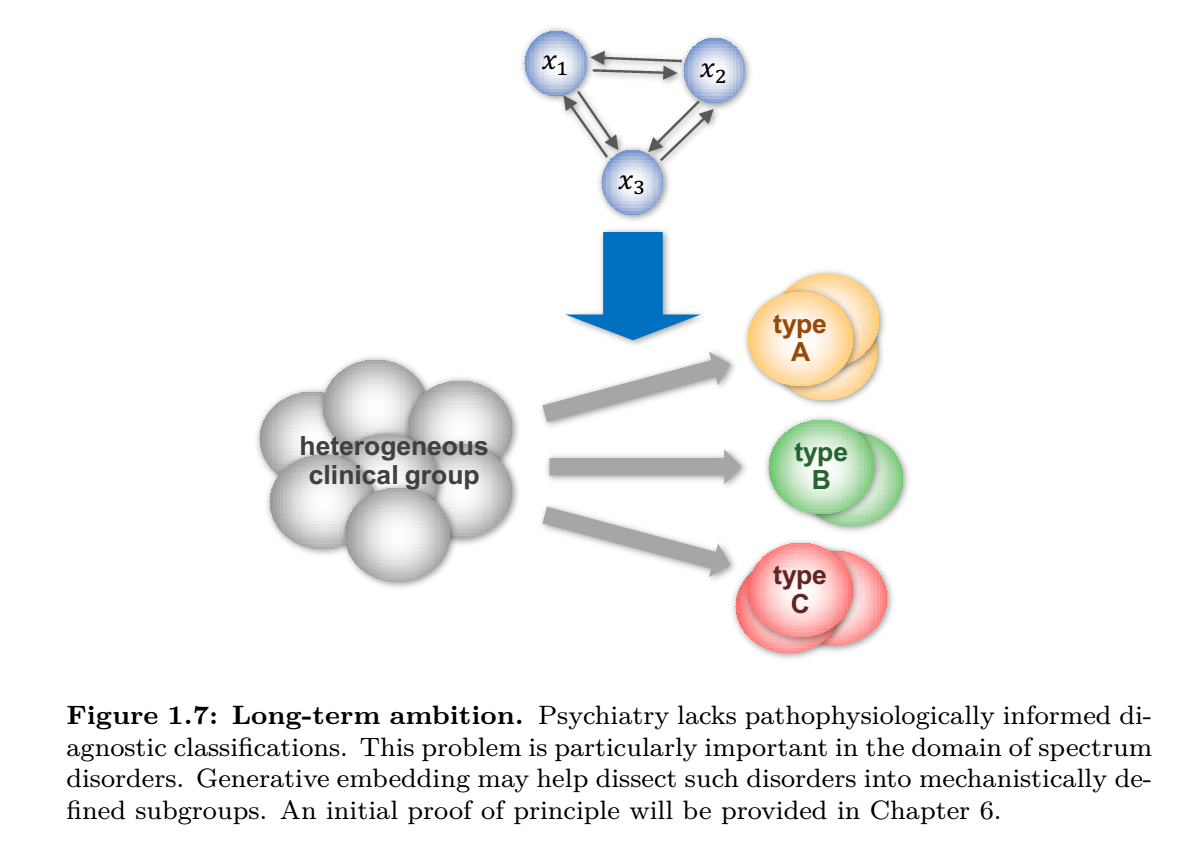 x₁
x₂
x₃
type
A
heterogeneous
clinical group
type
B
type
C
Figure 1.7: Long-term ambition. Psychiatry lacks pathophysiologically informed di-
agnostic classifications. This problem is particularly important in the domain of spectrum
disorders. Generative embedding may help dissect such disorders into mechanistically de-
fined subgroups. An initial proof of principle will be provided in Chapter 6.